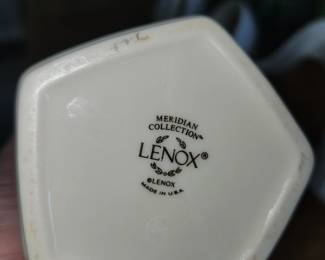 MERIDIAN
COLLECTION®
LENOX®
©LENOX
MADE IN U.S.A.